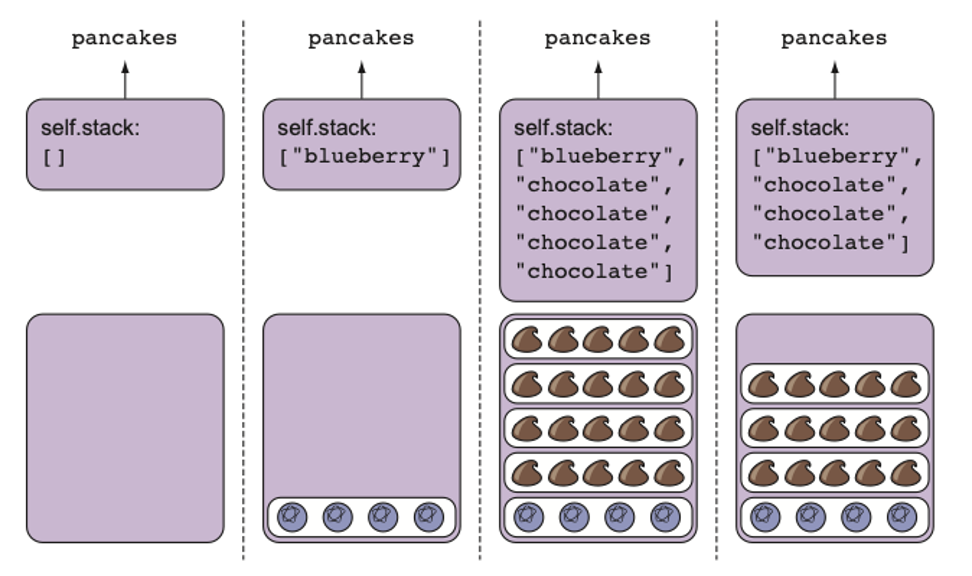 pancakes
self.stack:
[]
pancakes
self.stack:
["blueberry"]
pancakes
self.stack:
["blueberry",
"chocolate",
"chocolate",
"chocolate",
"chocolate"]
pancakes
self.stack:
["blueberry",
"chocolate",
"chocolate",
"chocolate"]